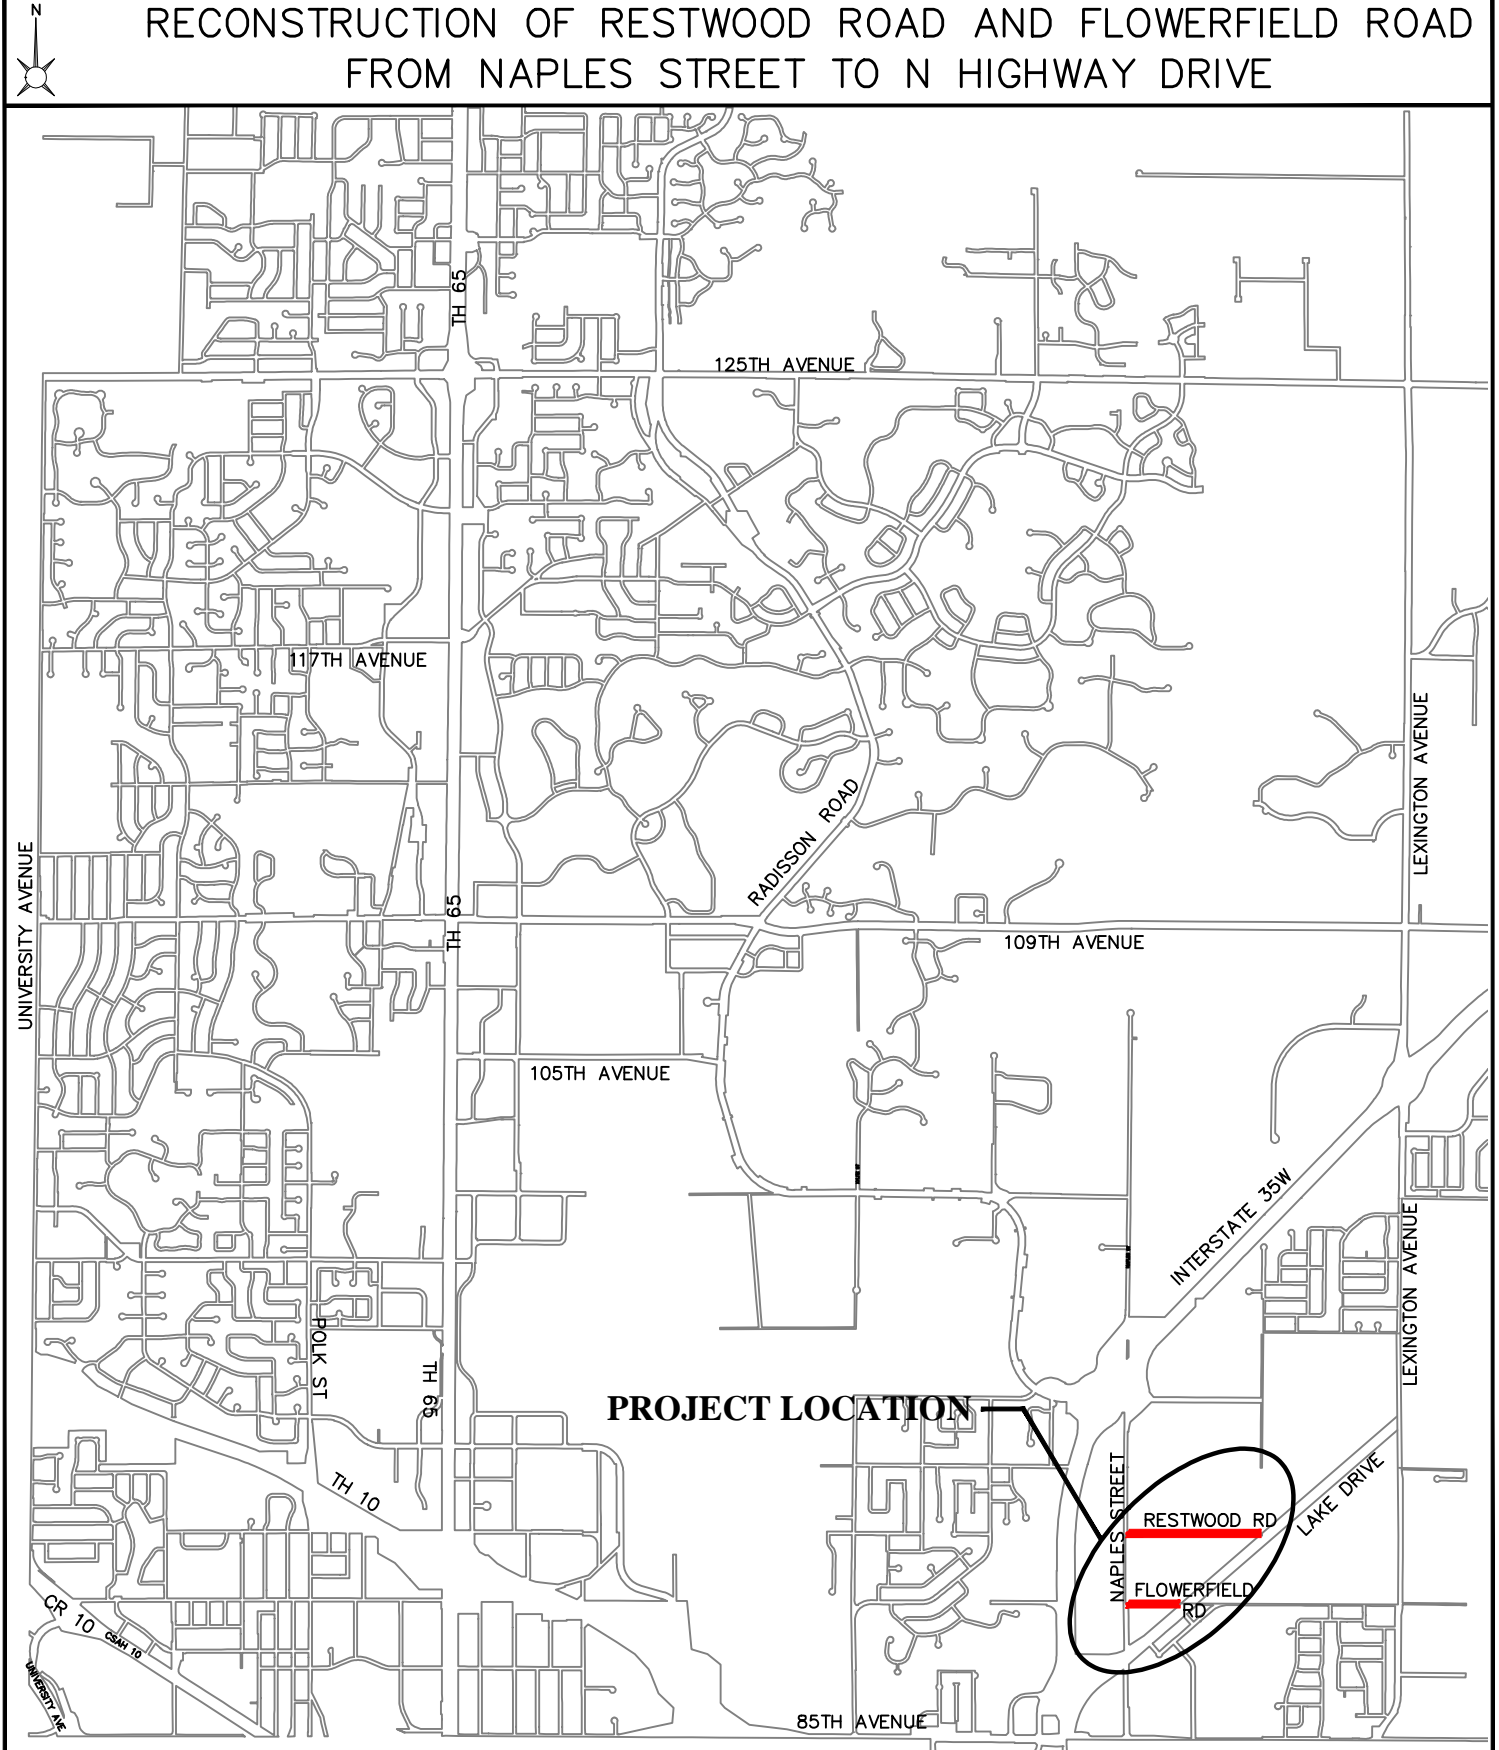 N
RECONSTRUCTION OF RESTWOOD ROAD AND FLOWERFIELD ROAD
FROM NAPLES STREET TO N HIGHWAY DRIVE
TH 65
125TH AVENUE
117TH AVENUE
LEXINGTON AVENUE
RADISSON ROAD
UNIVERSITY AVENUE
TH 65
109TH AVENUE
105TH AVENUE
INTERSTATE 35W
LEXINGTON AVENUE
POLK ST
TH 65
PROJECT LOCATION
NAPLES STREET
LAKE DRIVE
TH 10
RESTWOOD RD
FLOWERFIELD
RD
CR 10
CSAH 10
UNIVERSITY AVE
85TH AVENUE